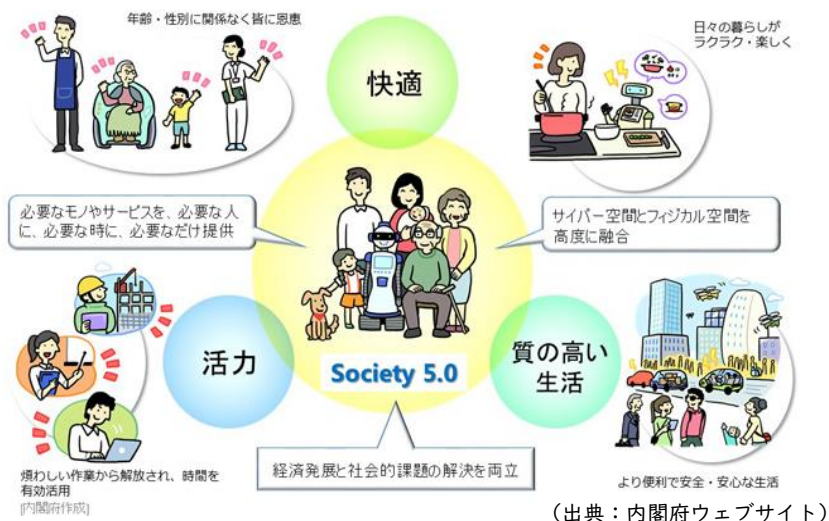 年齢・性別に関係なく皆に恩恵
快適
日々の暮らしが
ラクラク・楽しく
必要なモノやサービスを、必要な人
に、必要な時に、必要なだけ提供
サイバー空間とフィジカル空間を
高度に融合
活力
Society 5.0
質の高い
生活
経済発展と社会的課題の解決を両立
煩わしい作業から解放され、時間を
有効活用
[内閣府作成]
より便利で安全・安心な生活
（出典：内閣府ウェブサイト）